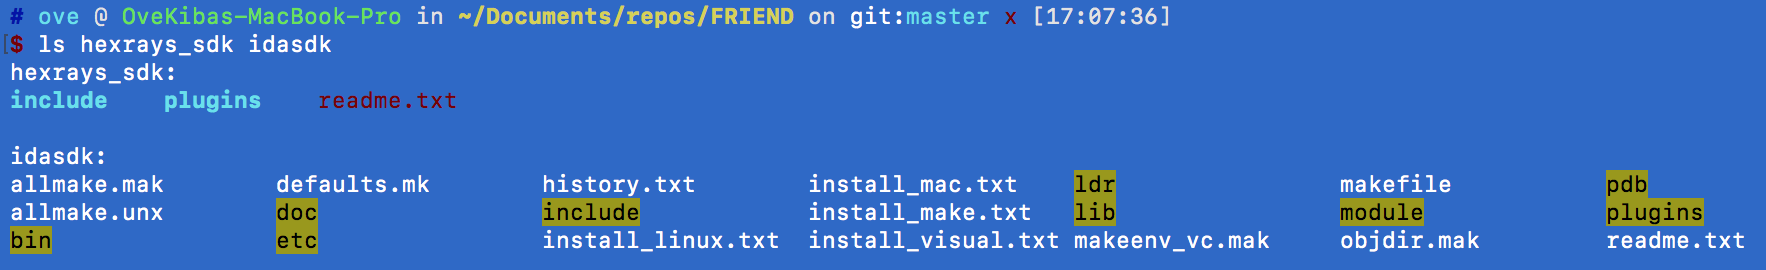 # ove @ OveKibas-MacBook-Pro in ~/Documents/repos/FRIEND on git:master x [17:07:36]
[$ ls hexrays_sdk idasdk
hexrays_sdk:
include    plugins    readme.txt
idasdk:
allmake.mak        defaults.mk        history.txt        install_mac.txt    ldr                makefile           pdb
allmake.unx        doc                include            install_make.txt   lib                module             plugins
bin                etc                install_linux.txt  install_visual.txt makeenv_vc.mak     objdir.mak         readme.txt